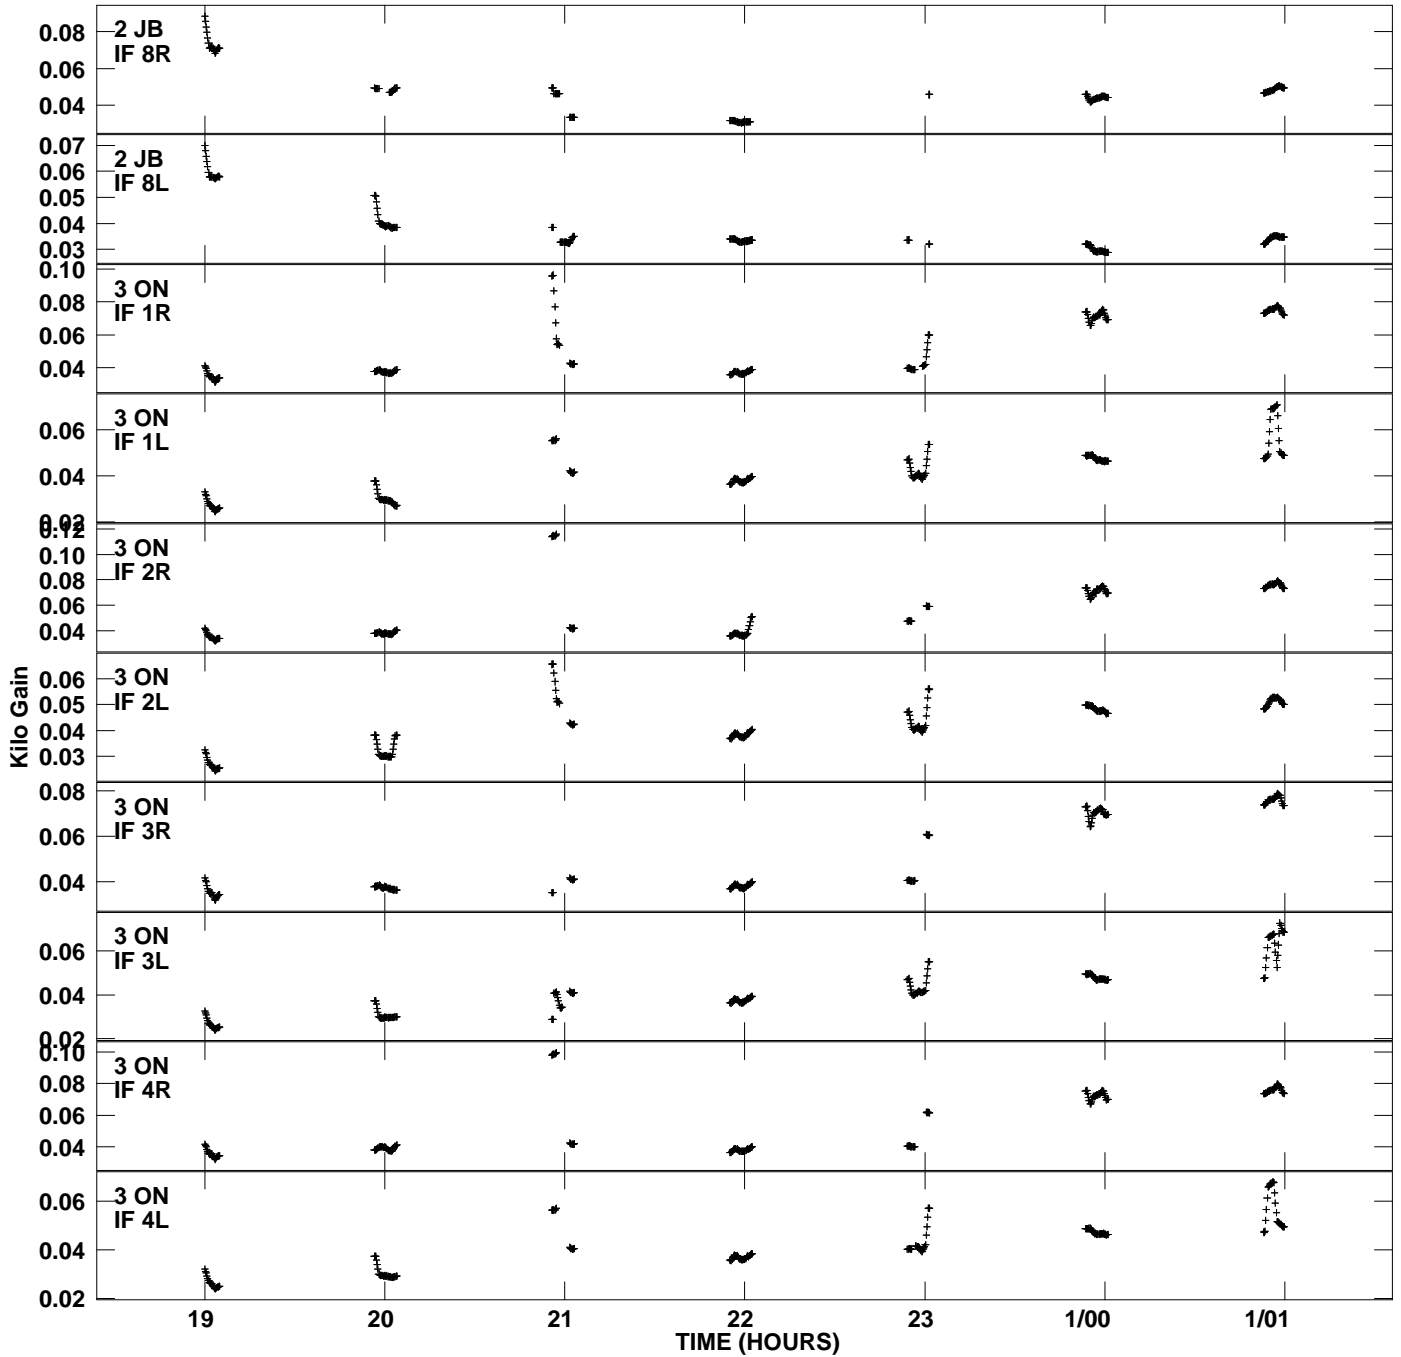 2 JB
IF 8R
0.08
0.06
0.04
2 JB
IF 8L
0.07
0.06
0.05
0.04
0.03
3 ON
IF 1R
0.10
0.08
0.06
0.04
3 ON
IF 1L
0.06
0.04
0.02
3 ON
IF 2R
0.12
0.10
0.08
0.06
0.04
3 ON
IF 2L
0.06
0.05
0.04
0.03
Kilo Gain
3 ON
IF 3R
0.08
0.06
0.04
3 ON
IF 3L
0.06
0.04
0.02
3 ON
IF 4R
0.10
0.08
0.06
0.04
3 ON
IF 4L
0.06
0.04
0.02
19 20 21 22 23 1/00 1/01
TIME (HOURS)